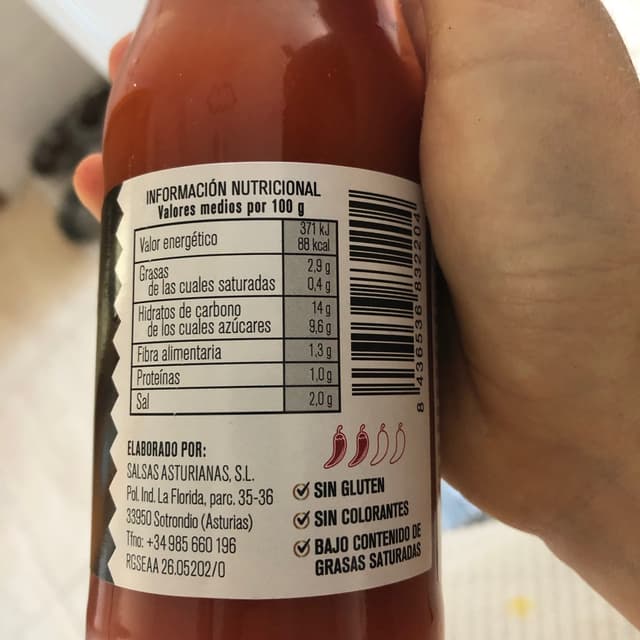 INFORMACIÓN NUTRICIONAL
Valores medios por 100 g
Valor energético 371 kJ
88 kcal
Grasas 2,9 g
de las cuales saturadas 0,4 g
Hidratos de carbono 14 g
de los cuales azúcares 9,6 g
Fibra alimentaria 1,3 g
Proteínas 1,0 g
Sal 2,0 g
8 436536 832204
ELABORADO POR:
SALSAS ASTURIANAS, S.L.
Pol. Ind. La Florida, parc. 35-36
33950 Sotrondio (Asturias)
Tfno: +34 985 660 196
RGSEAA 26.05202/O
SIN GLUTEN
SIN COLORANTES
BAJO CONTENIDO DE
GRASAS SATURADAS